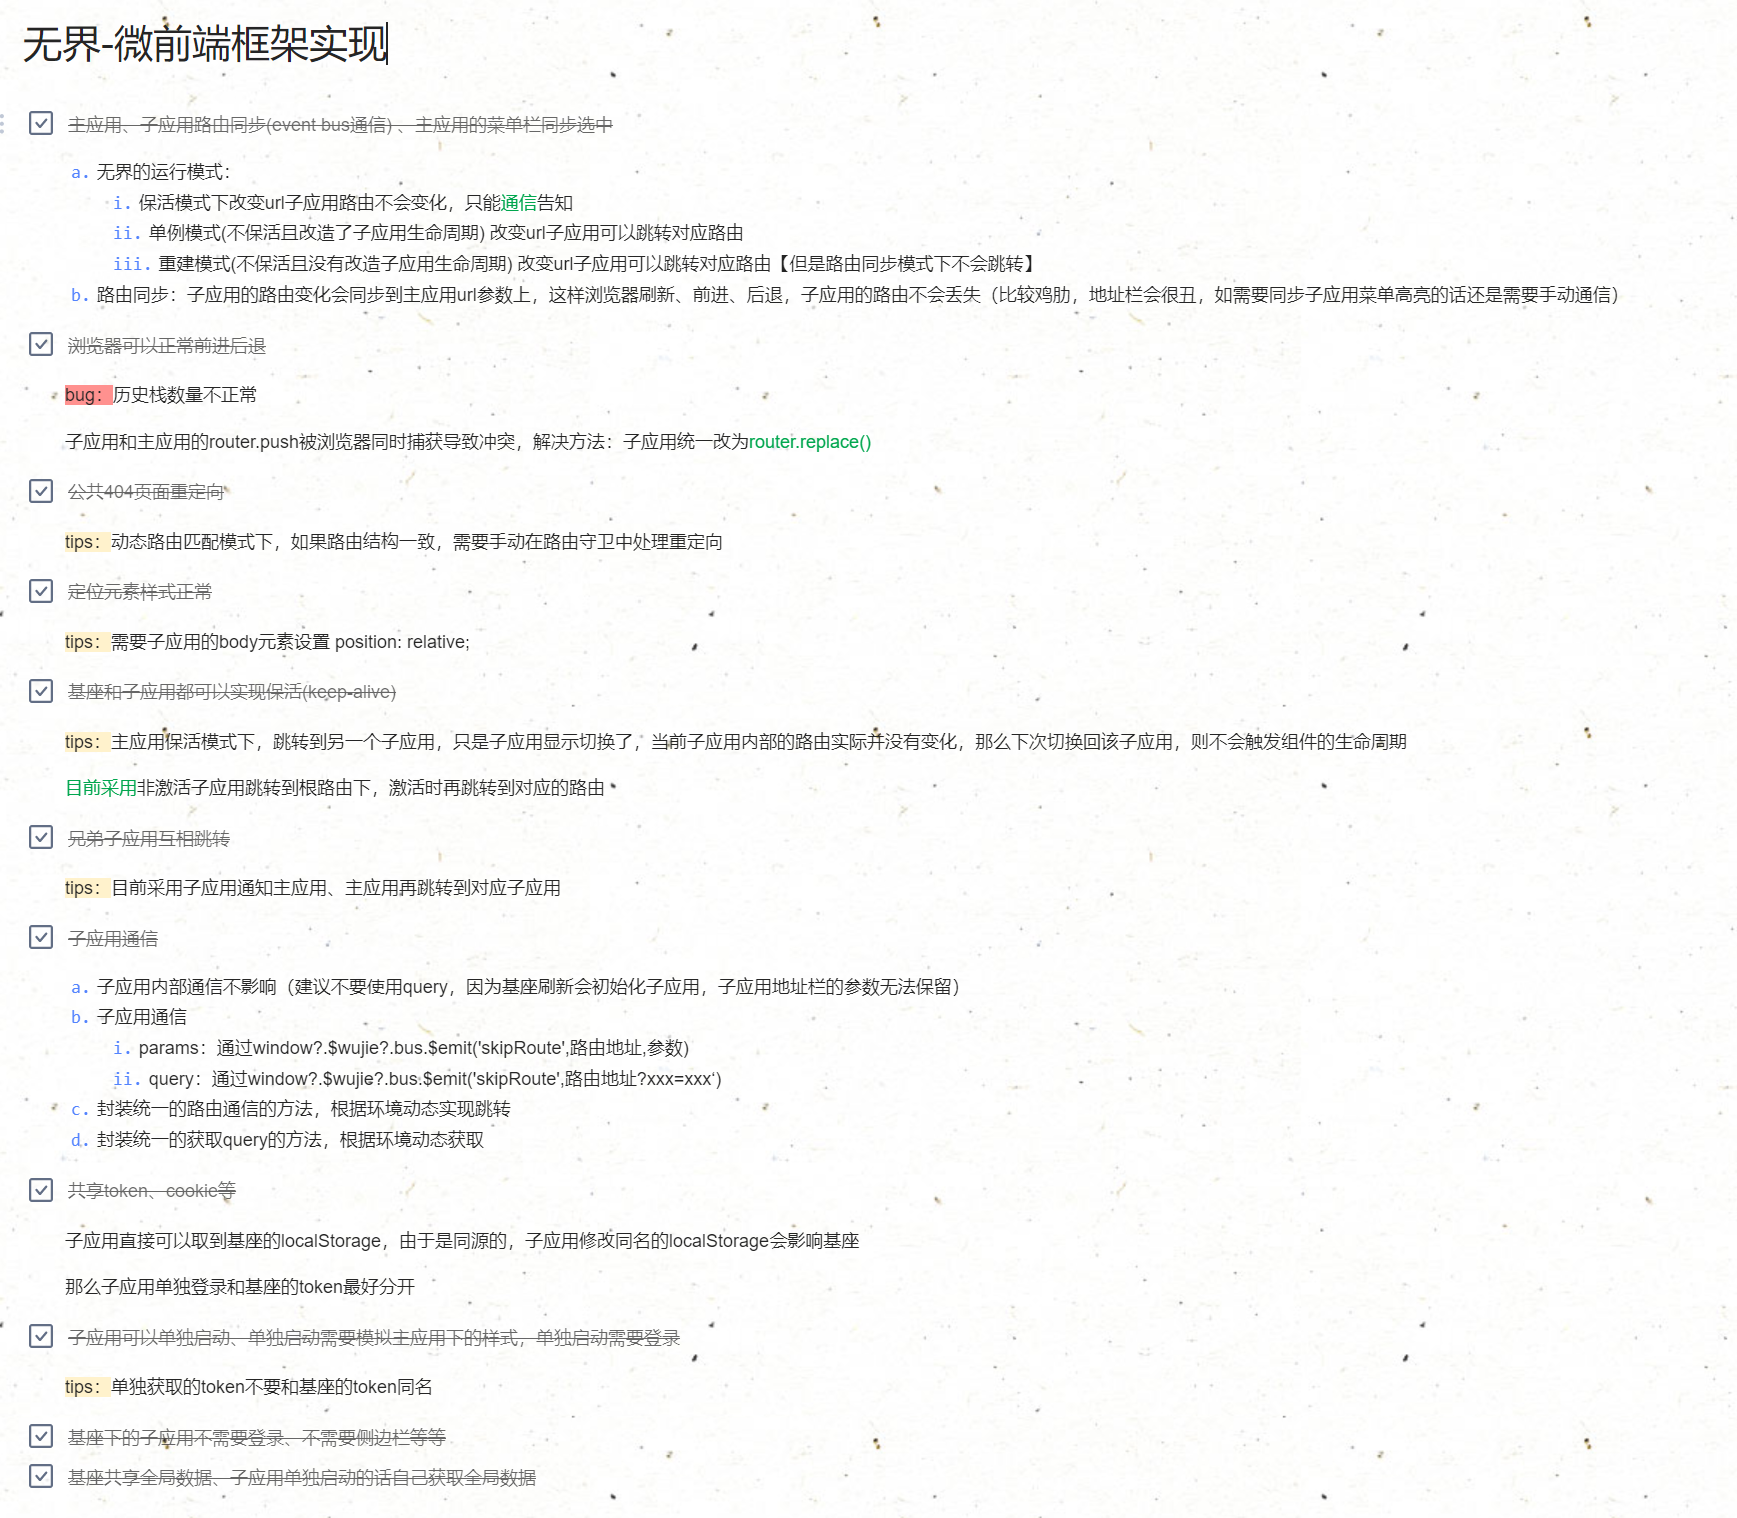 无界-微前端框架实现
主应用、子应用路由同步(event bus通信) 、主应用的菜单栏同步选中
a. 无界的运行模式：
i. 保活模式下改变url子应用路由不会变化，只能通信告知
ii. 单例模式(不保活且改造了子应用生命周期) 改变url子应用可以跳转对应路由
iii. 重建模式(不保活且没有改造子应用生命周期) 改变url子应用可以跳转对应路由【但是路由同步模式下不会跳转】
b. 路由同步：子应用的路由变化会同步到主应用url参数上，这样浏览器刷新、前进、后退，子应用的路由不会丢失（比较鸡肋，地址栏会很丑，如需要同步子应用菜单高亮的话还是需要手动通信）
浏览器可以正常前进后退
bug：历史栈数量不正常
子应用和主应用的router.push被浏览器同时捕获导致冲突，解决方法：子应用统一改为router.replace()
公共404页面重定向
tips：动态路由匹配模式下，如果路由结构一致，需要手动在路由守卫中处理重定向
定位元素样式正常
tips：需要子应用的body元素设置 position: relative;
基座和子应用都可以实现保活(keep-alive)
tips：主应用保活模式下，跳转到另一个子应用，只是子应用显示切换了，当前子应用内部的路由实际并没有变化，那么下次切换回该子应用，则不会触发组件的生命周期
目前采用非激活子应用跳转到根路由下，激活时再跳转到对应的路由
兄弟子应用互相跳转
tips：目前采用子应用通知主应用、主应用再跳转到对应子应用
子应用通信
a. 子应用内部通信不影响（建议不要使用query，因为基座刷新会初始化子应用，子应用地址栏的参数无法保留）
b. 子应用通信
i. params：通过window?.$wujie?.bus.$emit('skipRoute',路由地址,参数)
ii. query：通过window?.$wujie?.bus.$emit('skipRoute',路由地址?xxx=xxx‘)
c. 封装统一的路由通信的方法，根据环境动态实现跳转
d. 封装统一的获取query的方法，根据环境动态获取
共享token、cookie等
子应用直接可以取到基座的localStorage，由于是同源的，子应用修改同名的localStorage会影响基座
那么子应用单独登录和基座的token最好分开
子应用可以单独启动、单独启动需要模拟主应用下的样式，单独启动需要登录
tips：单独获取的token不要和基座的token同名
基座下的子应用不需要登录、不需要侧边栏等等
基座共享全局数据、子应用单独启动的话自己获取全局数据